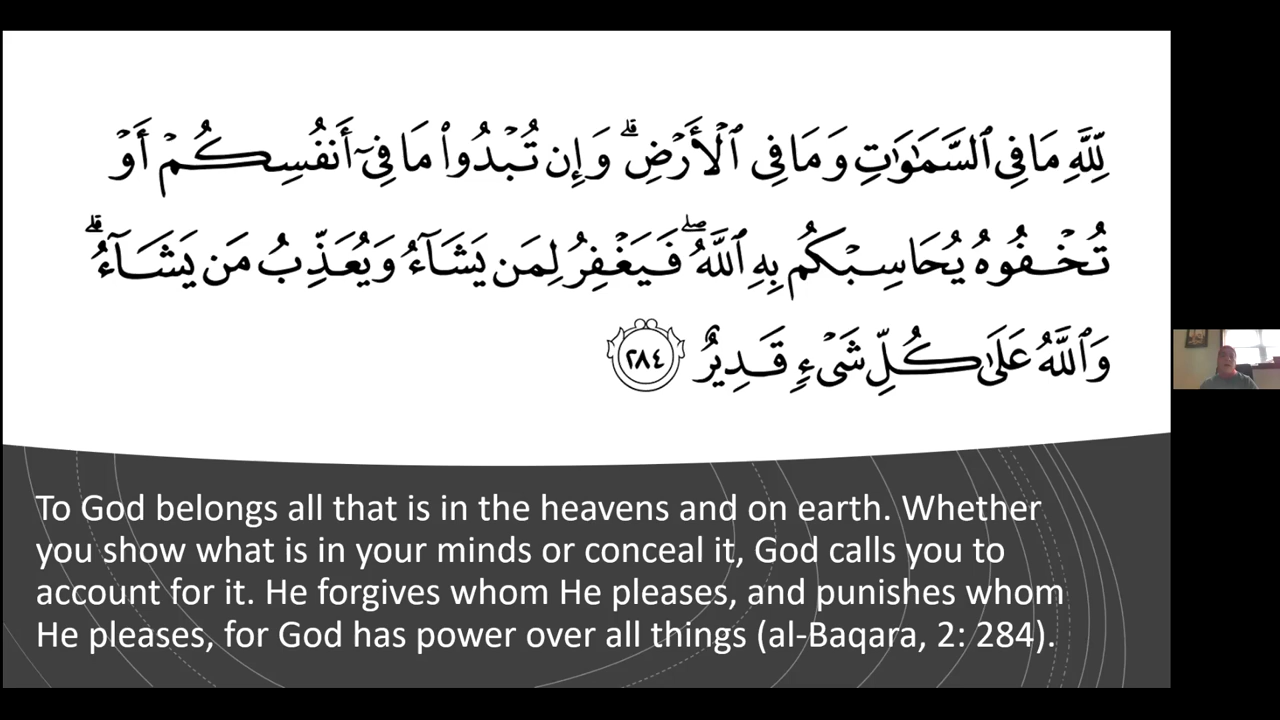 لِّلَّهِ مَا فِي ٱلسَّمَٰوَٰتِ وَمَا فِي ٱلۡأَرۡضِۗ وَإِن تُبۡدُواْ مَا فِيٓ أَنفُسِكُمۡ أَوۡ
تُخۡفُوهُ يُحَاسِبۡكُم بِهِ ٱللَّهُۖ فَيَغۡفِرُ لِمَن يَشَآءُ وَيُعَذِّبُ مَن يَشَآءُۗ
وَٱللَّهُ عَلَىٰ كُلِّ شَيۡءٖ قَدِيرٌ ٢٨٤
To God belongs all that is in the heavens and on earth. Whether
you show what is in your minds or conceal it, God calls you to
account for it. He forgives whom He pleases, and punishes whom
He pleases, for God has power over all things (al-Baqara, 2: 284).